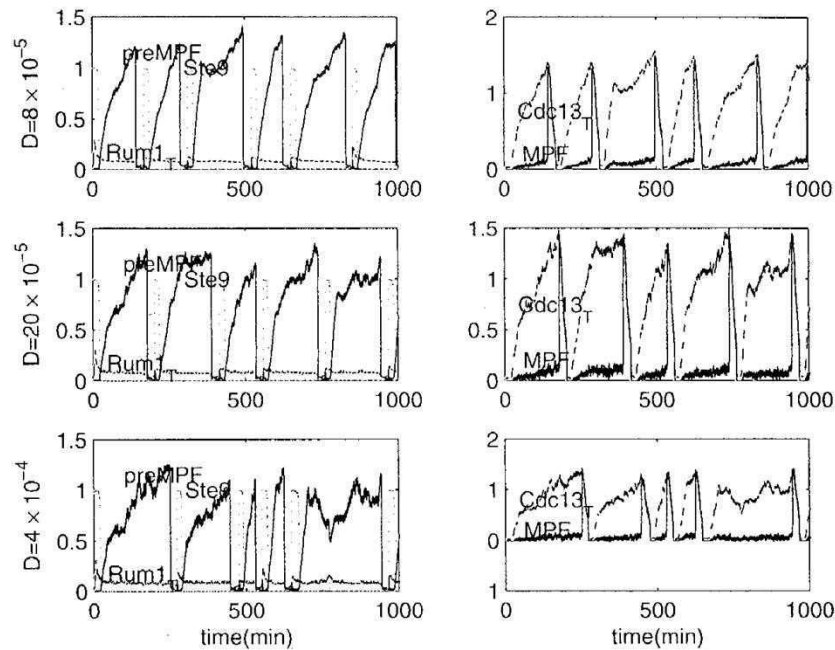 D=8 × 10⁻⁵
1.5
1
0.5
0
preMPF
Ste9
Rum1_T
0
500
1000
2
1
0
Cdc13_T
MPF
0
500
1000
D=20 × 10⁻⁵
1.5
1
0.5
0
preMPF
Ste9
Rum1_T
0
500
1000
1.5
1
0.5
0
Cdc13_T
MPF
0
500
1000
D=4 × 10⁻⁴
1.5
1
0.5
0
preMPF
Ste9
Rum1_T
0
500
1000
time(min)
2
1
0
1
Cdc13_T
MPF
0
500
1000
time(min)